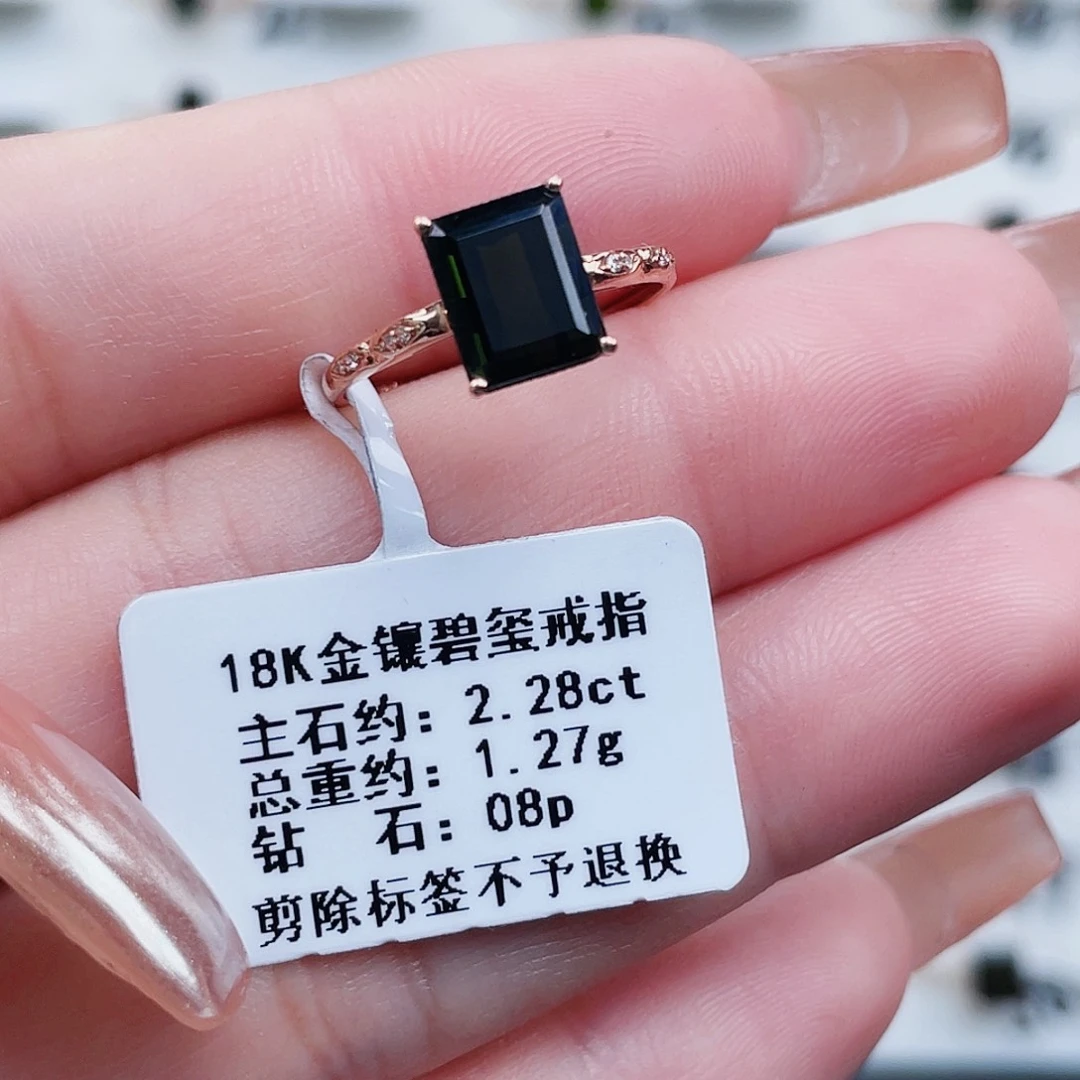 18K金镶碧玺戒指
主石约: 2.28ct
总重约: 1.27g
钻 石: 08p
剪除标签不予退换